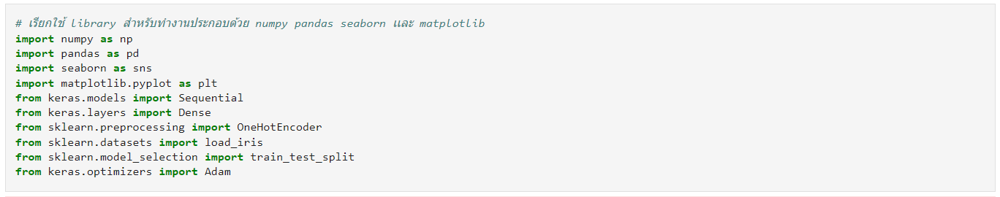 # เรียกใช้ library สำหรับทำงานประกอบด้วย numpy pandas seaborn และ matplotlib
import numpy as np
import pandas as pd
import seaborn as sns
import matplotlib.pyplot as plt
from keras.models import Sequential
from keras.layers import Dense
from sklearn.preprocessing import OneHotEncoder
from sklearn.datasets import load_iris
from sklearn.model_selection import train_test_split
from keras.optimizers import Adam